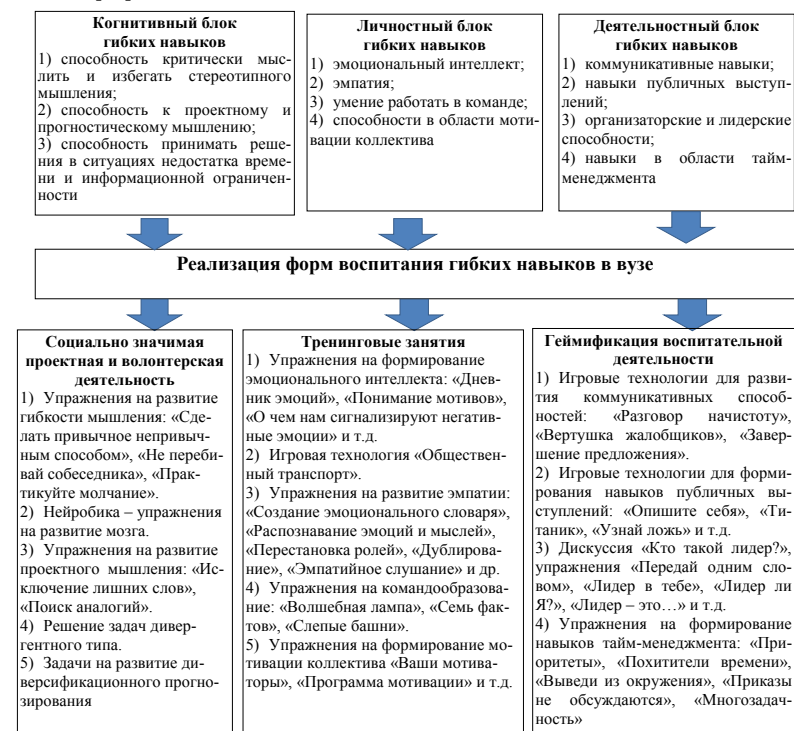 Когнитивный блок
гибких навыков
1) способность критически мыс-
лить и избегать стереотипного
мышления;
2) способность к проектному и
прогностическому мышлению;
3) способность принимать реше-
ния в ситуациях недостатка време-
ни и информационной ограничен-
ности
Личностный блок
гибких навыков
1) эмоциональный интеллект;
2) эмпатия;
3) умение работать в команде;
4) способности в области моти-
вации коллектива
Деятельностный блок
гибких навыков
1) коммуникативные навыки;
2) навыки публичных выступ-
лений;
3) организаторские и лидерские
способности;
4) навыки в области тайм-
менеджмента
Реализация форм воспитания гибких навыков в вузе
Социально значимая
проектная и волонтерская
деятельность
1) Упражнения на развитие
гибкости мышления: «Сде-
лать привычное непривыч-
ным способом», «Не переби-
вай собеседника», «Прак-
тикуйте молчание».
2) Нейробика – упражнения
на развитие мозга.
3) Упражнения на развитие
проектного мышления: «Ис-
ключение лишних слов»,
«Поиск аналогий».
4) Решение задач дивер-
гентного типа.
5) Задачи на развитие ди-
версификационного прогно-
зирования
Тренинговые занятия
1) Упражнения на формирование
эмоционального интеллекта: «Днев-
ник эмоций», «Понимание мотивов»,
«О чем нам сигнализируют негатив-
ные эмоции» и т.д.
2) Игровая технология «Обществен-
ный транспорт».
3) Упражнения на развитие эмпатии:
«Создание эмоционального словаря»,
«Распознавание эмоций и мыслей»,
«Перестановка ролей», «Дублирова-
ние», «Эмпатийное слушание» и др.
4) Упражнения на командообразова-
ние: «Волшебная лампа», «Семь фак-
тов», «Слепые башни».
5) Упражнения на формирование мо-
тивации коллектива «Ваши мотива-
торы», «Программа мотивации» и т.д.
Геймификация воспитательной
деятельности
1) Игровые технологии для разви-
тия коммуникативных способ-
ностей: «Разговор начистоту»,
«Вертушка жалобщиков», «Завер-
шение предложения».
2) Игровые технологии для форми-
рования навыков публичных вы-
ступлений: «Опишите себя», «Ти-
таник», «Узнай ложь» и т.д.
3) Дискуссия «Кто такой лидер?»,
упражнения «Передай одним сло-
вом», «Лидер в тебе», «Лидер ли
Я?», «Лидер – это…» и т.д.
4) Упражнения на формирование
навыков тайм-менеджмента: «При-
оритеты», «Похитители времени»,
«Выведи из окружения», «Приказы
не обсуждаются», «Многозадач-
ность»